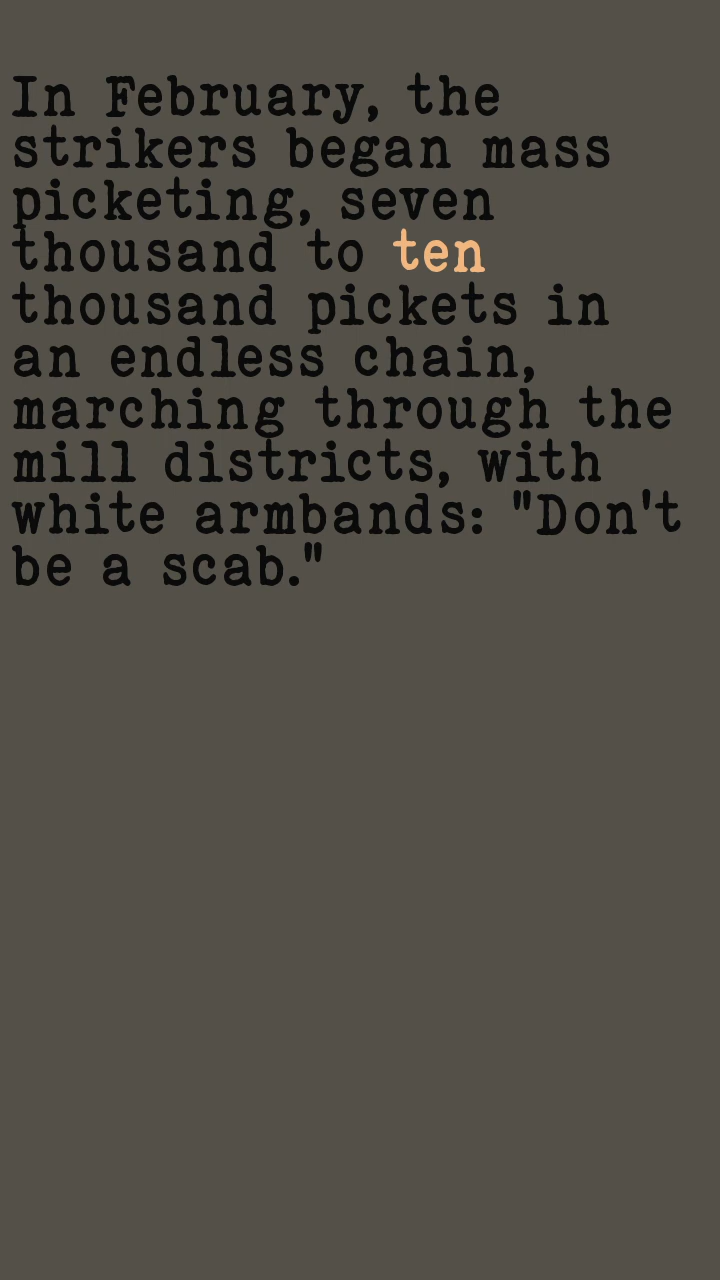 In February, the
strikers began mass
picketing, seven
thousand to ten
thousand pickets in
an endless chain,
marching through the
mill districts, with
white armbands: "Don't
be a scab."